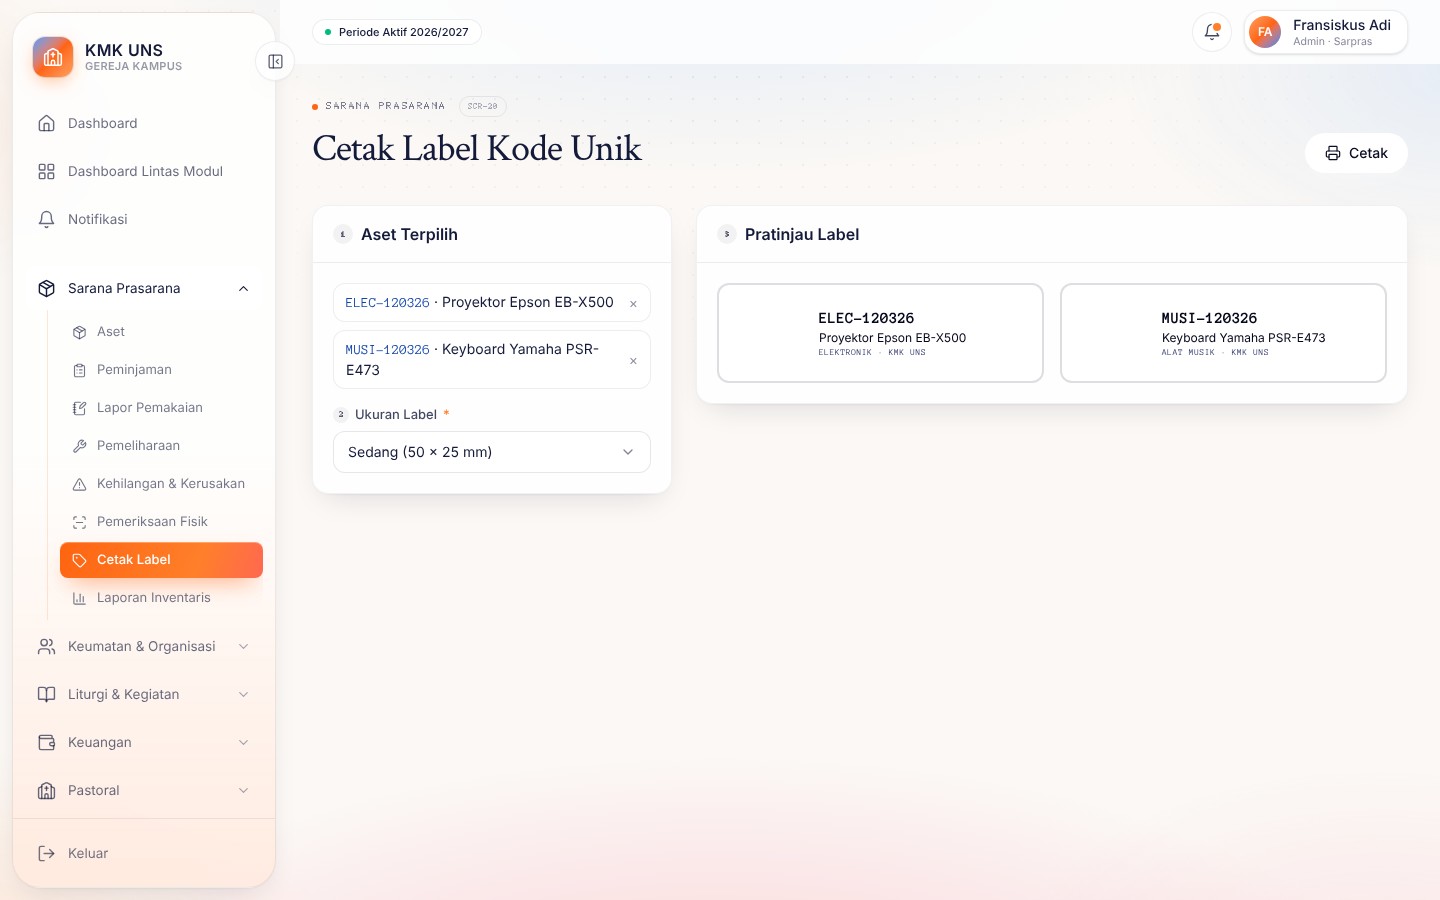 KMK UNS
GEREJA KAMPUS
Dashboard
Dashboard Lintas Modul
Notifikasi
Sarana Prasarana
Aset
Peminjaman
Lapor Pemakaian
Pemeliharaan
Kehilangan & Kerusakan
Pemeriksaan Fisik
Cetak Label
Laporan Inventaris
Keumatan & Organisasi
Liturgi & Kegiatan
Keuangan
Pastoral
Keluar
Periode Aktif 2026/2027
FA
Fransiskus Adi
Admin · Sarpras
SARANA PRASARANA SCR-20
Cetak Label Kode Unik
Cetak
1 Aset Terpilih
ELEC-120326 · Proyektor Epson EB-X500 ×
MUSI-120326 · Keyboard Yamaha PSR-
E473 ×
2 Ukuran Label *
Sedang (50 × 25 mm)
3 Pratinjau Label
ELEC-120326
Proyektor Epson EB-X500
ELEKTRONIK · KMK UNS
MUSI-120326
Keyboard Yamaha PSR-E473
ALAT MUSIK · KMK UNS